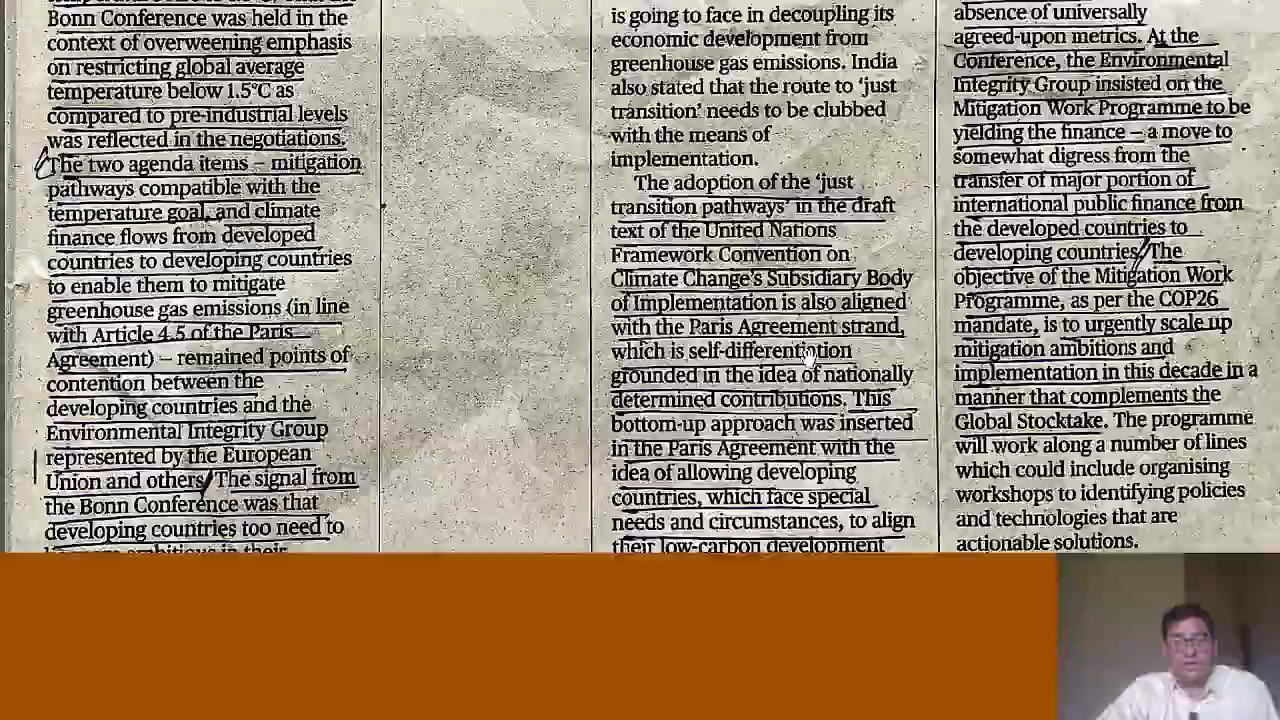 Bonn Conference was held in the
context of overweening emphasis
on restricting global average
temperature below 1.5°C as
compared to pre-industrial levels
was reflected in the negotiations.
The two agenda items – mitigation
pathways compatible with the
temperature goal, and climate
finance flows from developed
countries to developing countries
to enable them to mitigate
greenhouse gas emissions (in line
with Article 4.5 of the Paris
Agreement) – remained points of
contention between the
developing countries and the
Environmental Integrity Group
represented by the European
Union and others. The signal from
the Bonn Conference was that
developing countries too need to
is going to face in decoupling its
economic development from
greenhouse gas emissions. India
also stated that the route to ‘just
transition’ needs to be clubbed
with the means of
implementation.
The adoption of the ‘just
transition pathways’ in the draft
text of the United Nations
Framework Convention on
Climate Change’s Subsidiary Body
of Implementation is also aligned
with the Paris Agreement strand,
which is self-differentiation
grounded in the idea of nationally
determined contributions. This
bottom-up approach was inserted
in the Paris Agreement with the
idea of allowing developing
countries, which face special
needs and circumstances, to align
their low-carbon development
absence of universally
agreed-upon metrics. At the
Conference, the Environmental
Integrity Group insisted on the
Mitigation Work Programme to be
yielding the finance – a move to
somewhat digress from the
transfer of major portion of
international public finance from
the developed countries to
developing countries. The
objective of the Mitigation Work
Programme, as per the COP26
mandate, is to urgently scale up
mitigation ambitions and
implementation in this decade in a
manner that complements the
Global Stocktake. The programme
will work along a number of lines
which could include organising
workshops to identifying policies
and technologies that are
actionable solutions.